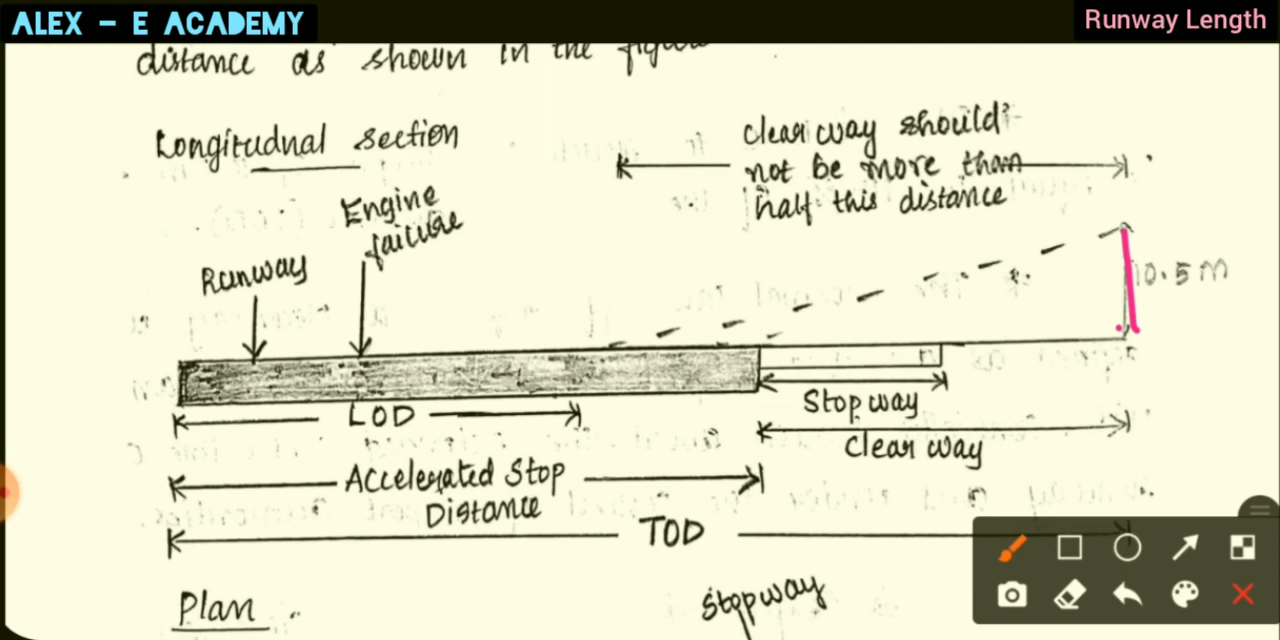 ALEX - E ACADEMY
Runway Length
distance as shown in the figure
Longitudnal section
Clear way should
not be more than
half this distance
Engine
failure
Runway
10.5 m
Stop way
LOD
Clear way
Accelerated Stop
Distance
TOD
Plan
Stopway